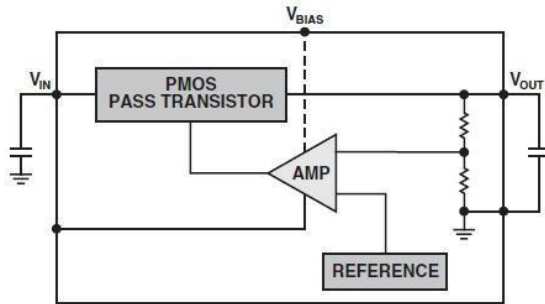 VBIAS
VIN
PMOS
PASS TRANSISTOR
VOUT
AMP
REFERENCE